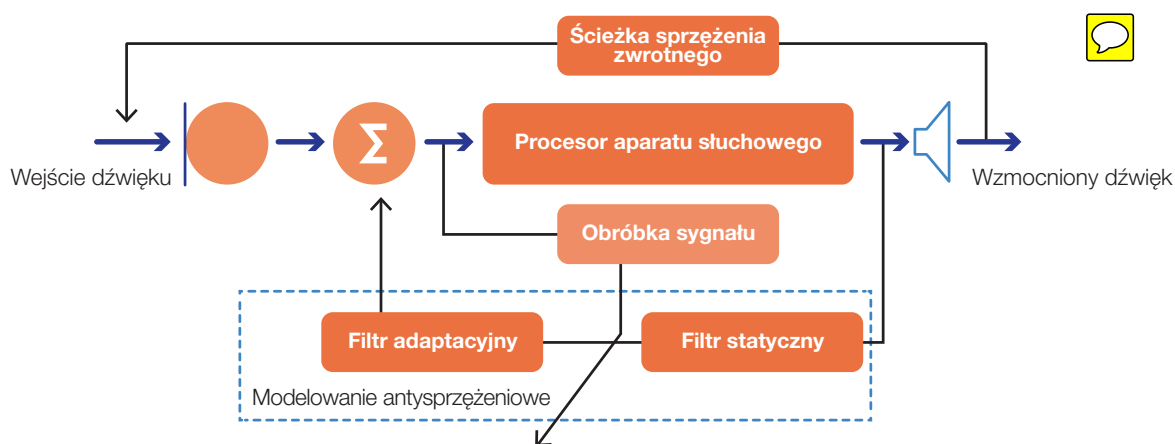 Ścieżka sprzężenia
zwrotnego
Σ
Procesor aparatu słuchowego
Wejście dźwięku
Wzmocniony dźwięk
Obróbka sygnału
Filtr adaptacyjny
Filtr statyczny
Modelowanie antysprzężeniowe